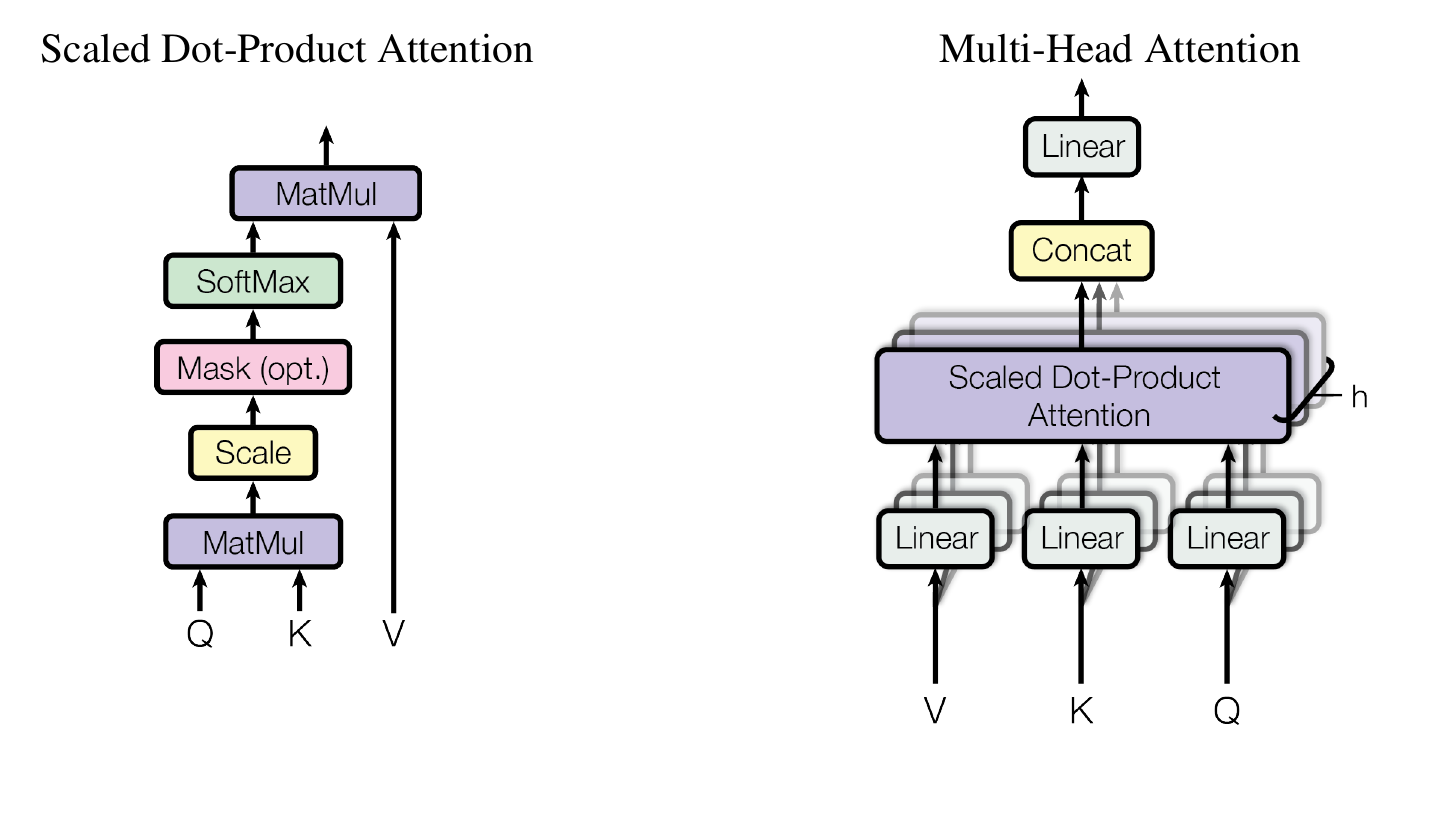 Scaled Dot-Product Attention
MatMul
SoftMax
Mask (opt.)
Scale
MatMul
Q K V
Multi-Head Attention
Linear
Concat
Scaled Dot-Product
Attention
h
Linear Linear Linear
V K Q